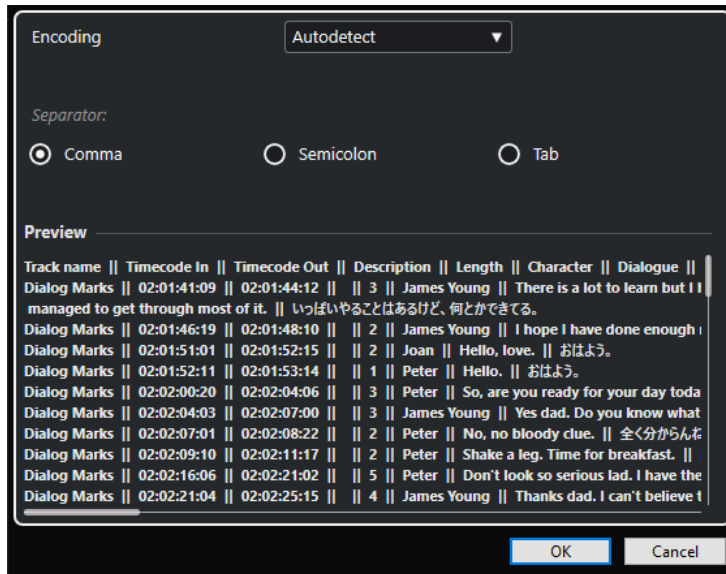 Encoding
Autodetect
Separator:
Comma
Semicolon
Tab
Preview
Track name || Timecode In || Timecode Out || Description || Length || Character || Dialogue ||
Dialog Marks || 02:01:41:09 || 02:01:44:12 || || 3 || James Young || There is a lot to learn but I
managed to get through most of it. || いっぱいやることはあるけど、何とかできてる。
Dialog Marks || 02:01:46:19 || 02:01:48:10 || || 2 || James Young || I hope I have done enough
Dialog Marks || 02:01:51:01 || 02:01:52:15 || || 2 || Joan || Hello, love. || おはよう。
Dialog Marks || 02:01:52:11 || 02:01:53:14 || || 1 || Peter || Hello. || おはよう。
Dialog Marks || 02:02:00:20 || 02:02:04:06 || || 3 || Peter || So, are you ready for your day toda
Dialog Marks || 02:02:04:03 || 02:02:07:00 || || 3 || James Young || Yes dad. Do you know what
Dialog Marks || 02:02:07:01 || 02:02:08:22 || || 2 || Peter || No, no bloody clue. || 全く分からんね
Dialog Marks || 02:02:09:10 || 02:02:11:17 || || 2 || Peter || Shake a leg. Time for breakfast. ||
Dialog Marks || 02:02:16:06 || 02:02:21:02 || || 5 || Peter || Don't look so serious lad. I have the
Dialog Marks || 02:02:21:04 || 02:02:25:15 || || 4 || James Young || Thanks dad. I can't believe t
OK
Cancel